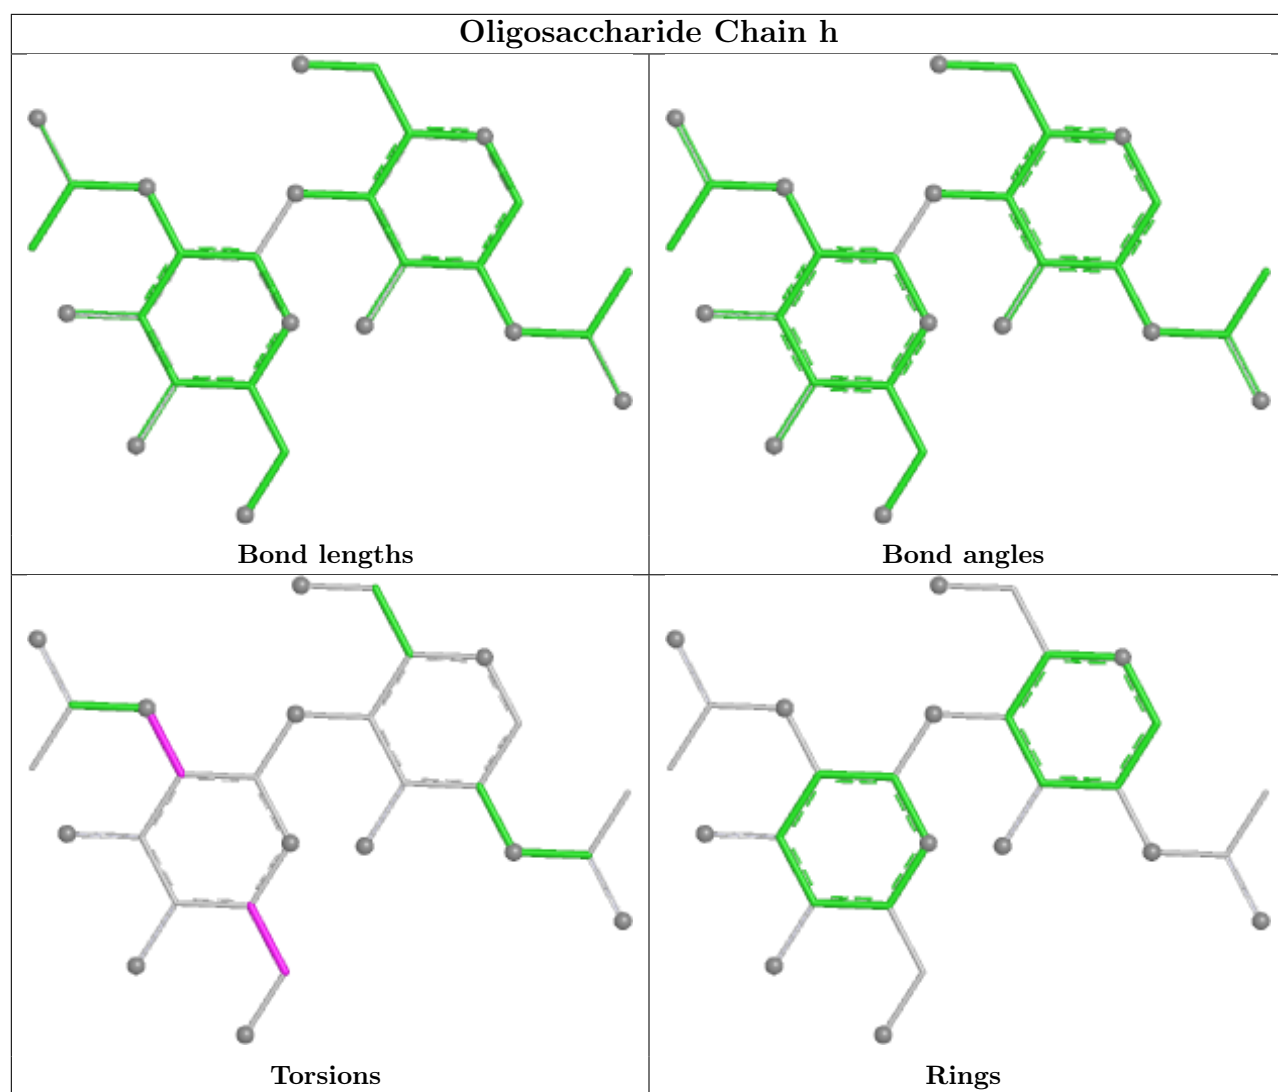 Oligosaccharide Chain h
Bond lengths
Bond angles
Torsions
Rings